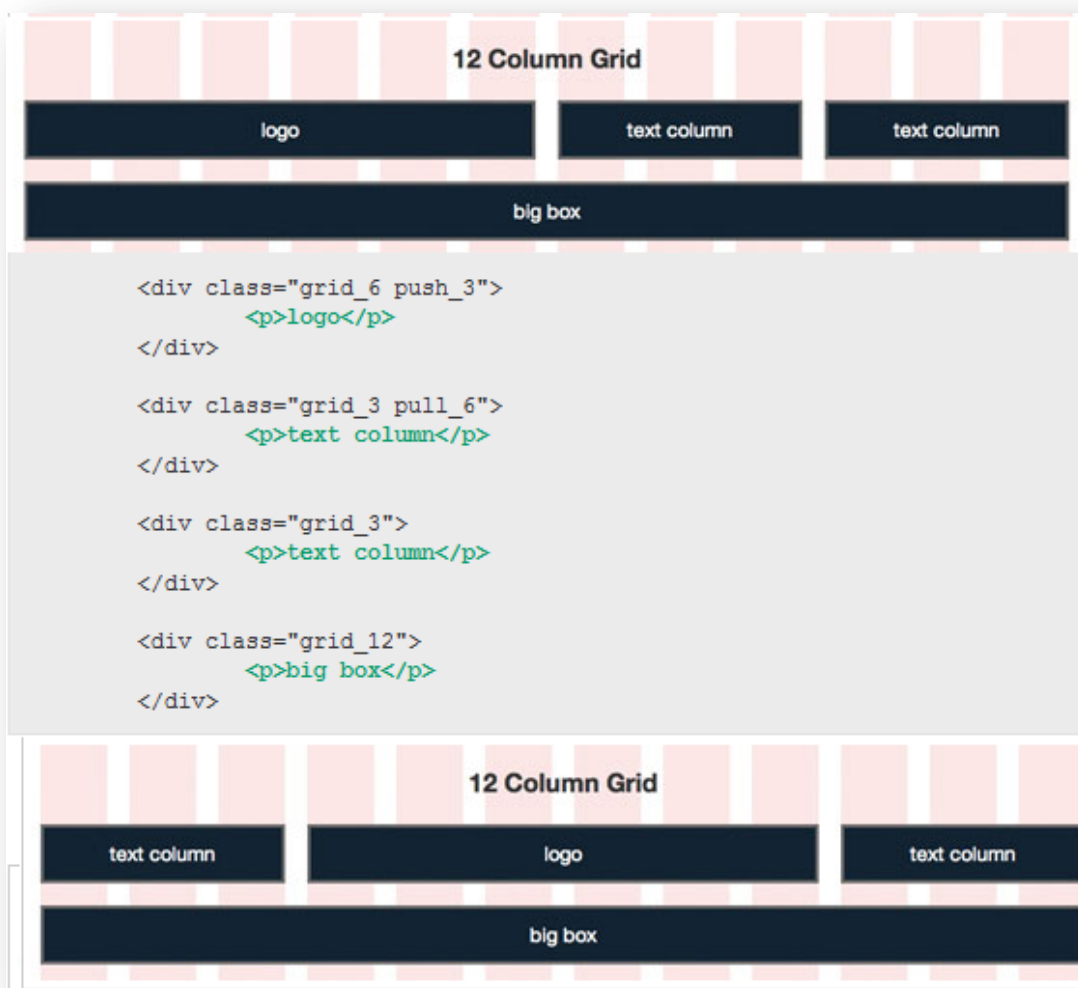 12 Column Grid
logo text column text column
big box
<div class="grid_6 push_3">
<p>logo</p>
</div>
<div class="grid_3 pull_6">
<p>text column</p>
</div>
<div class="grid_3">
<p>text column</p>
</div>
<div class="grid_12">
<p>big box</p>
</div>
12 Column Grid
text column logo text column
big box